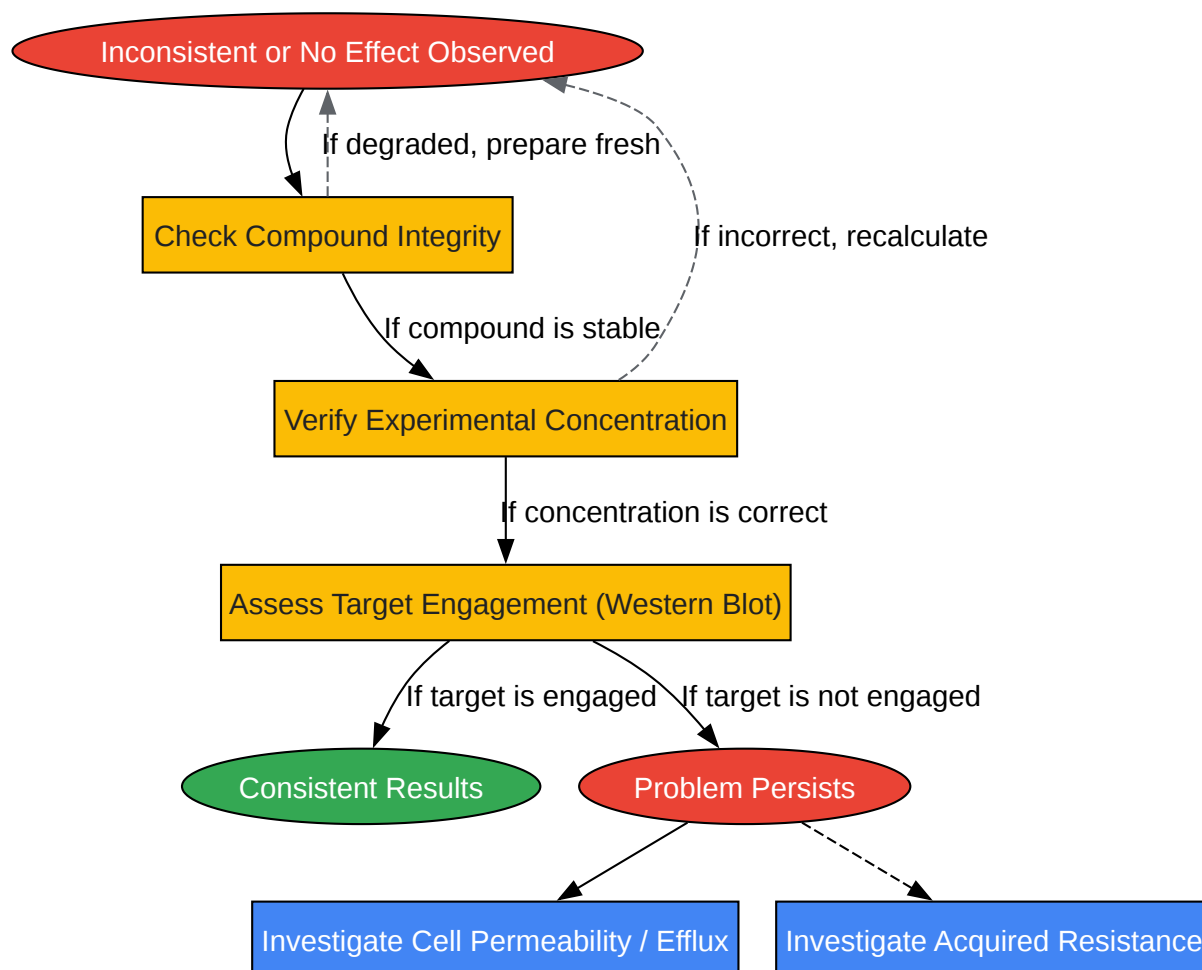 Inconsistent or No Effect Observed
If degraded, prepare fresh
Check Compound Integrity
If incorrect, recalculate
If compound is stable
Verify Experimental Concentration
If concentration is correct
Assess Target Engagement (Western Blot)
If target is engaged
If target is not engaged
Consistent Results
Problem Persists
Investigate Cell Permeability / Efflux
Investigate Acquired Resistance